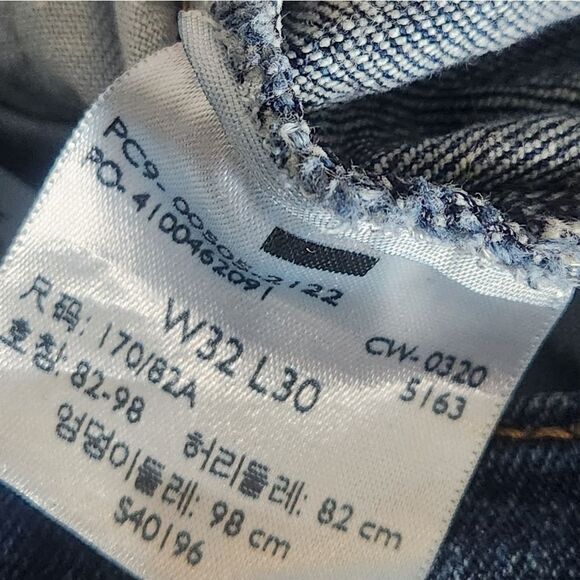 PC9-00505-2122
PO-4100462091
W32 L30
CW-0320
5163
尺码: 170/82A
호칭: 82-98
허리둘레: 82 cm
엉덩이둘레: 98 cm
S40196